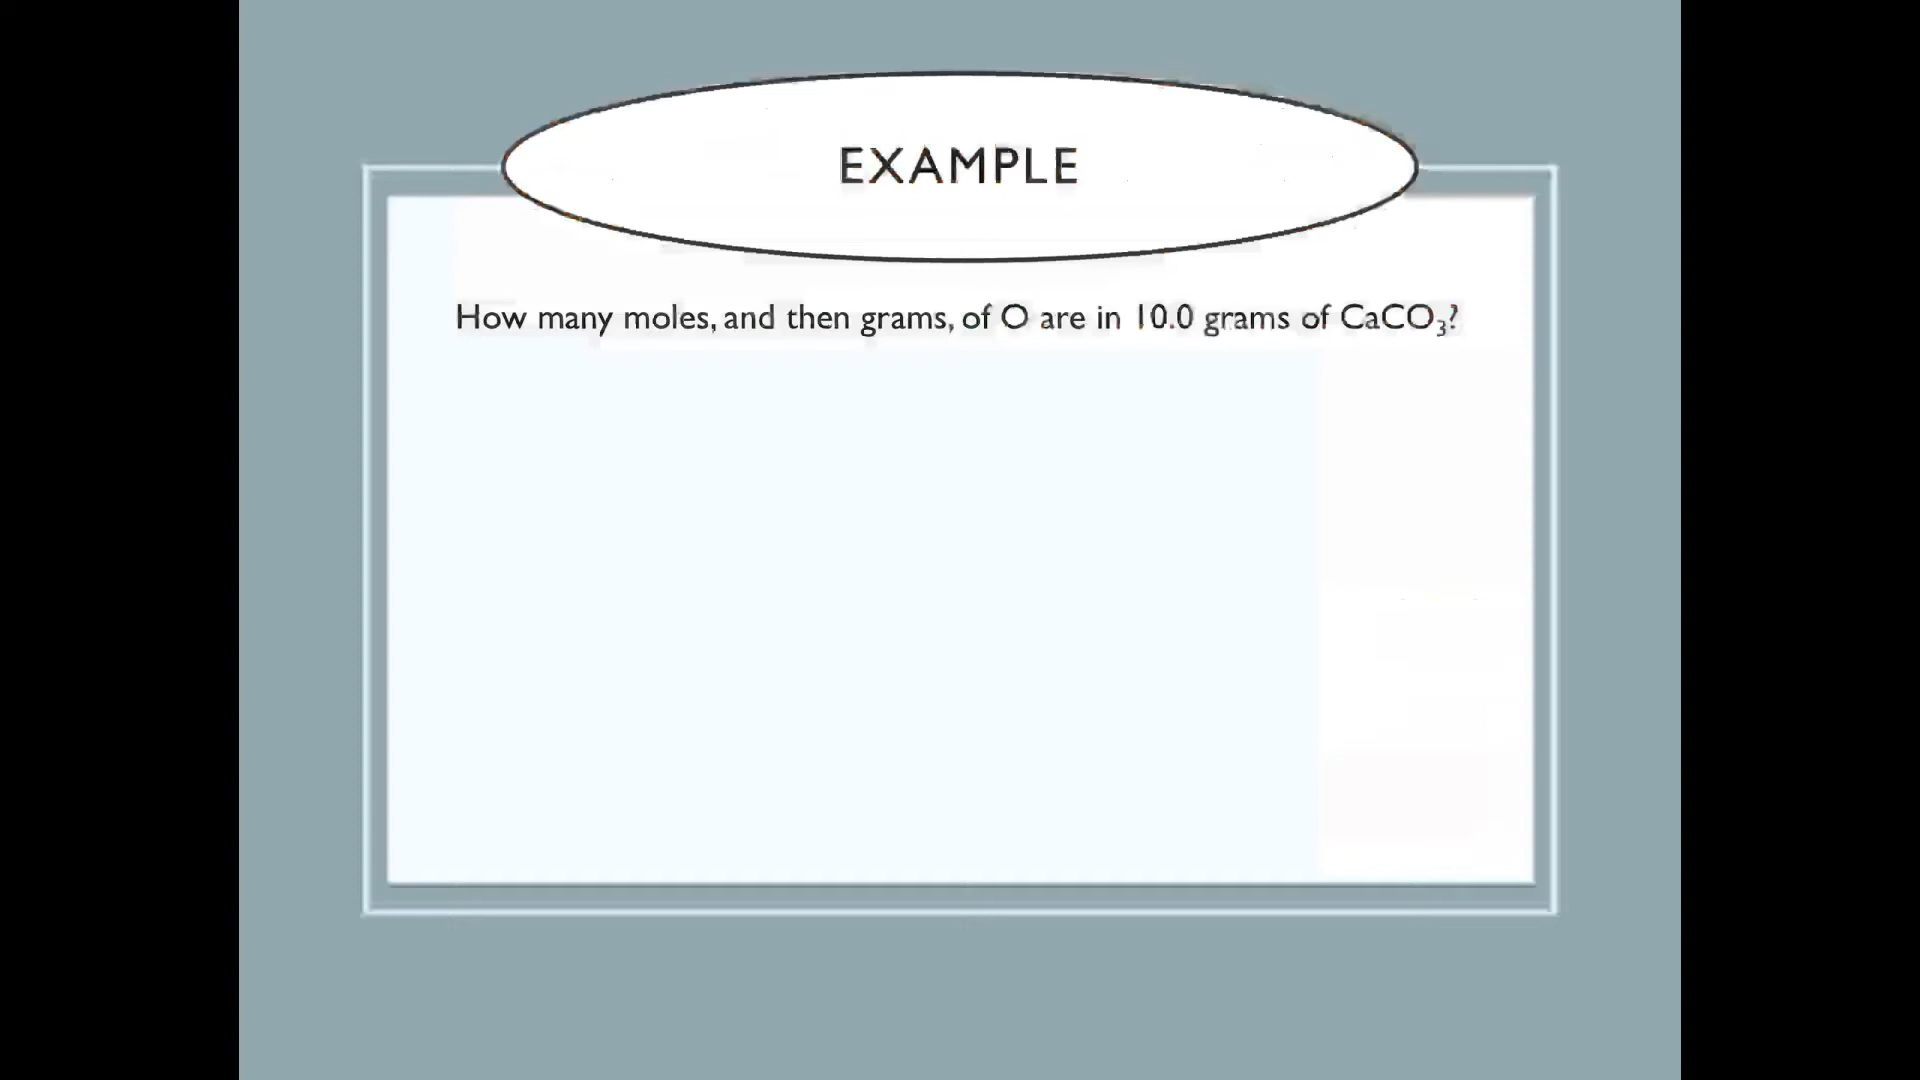 EXAMPLE
How many moles, and then grams, of O are in 10.0 grams of CaCO₃?